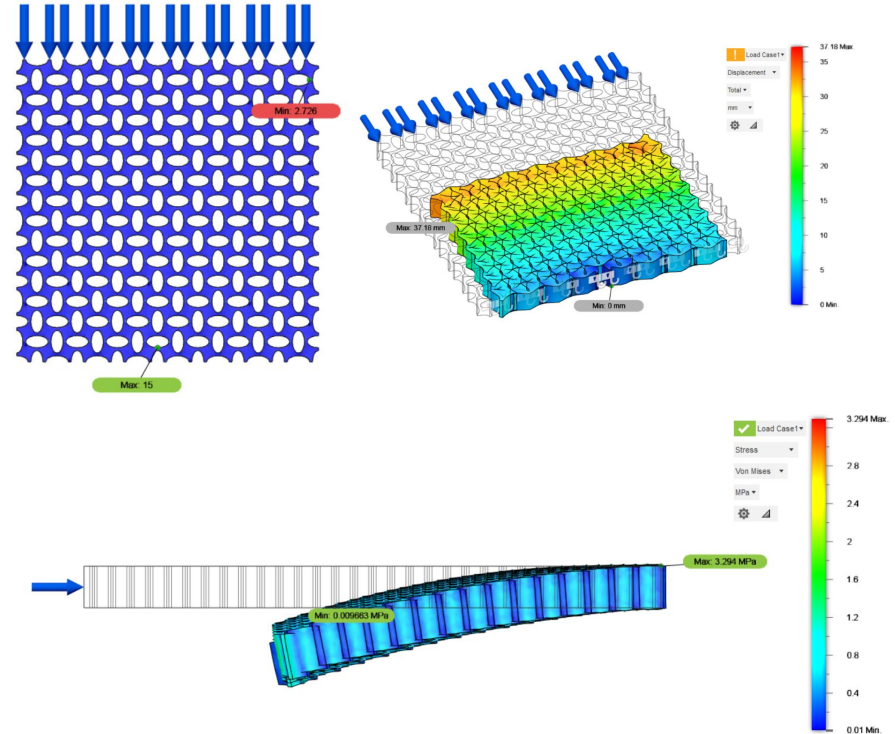 Min: 2.726
Max: 15
Load Case1
Displacement
Total
mm
37.18 Max.
35
30
25
20
15
10
5
0 Min.
Max: 37.18 mm
Min: 0 mm
Load Case1
Stress
Von Mises
MPa
3.294 Max.
2.8
2.4
2
1.6
1.2
0.8
0.4
0.01 Min.
Max: 3.294 MPa
Min: 0.009663 MPa